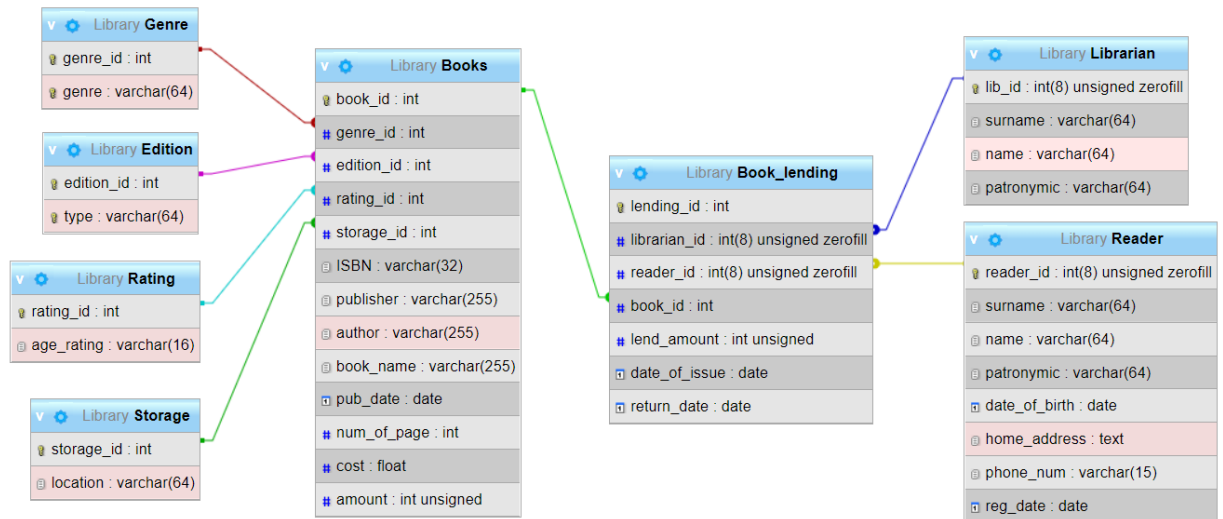 Library Genre
genre_id : int
genre : varchar(64)
Library Edition
edition_id : int
type : varchar(64)
Library Rating
rating_id : int
age_rating : varchar(16)
Library Storage
storage_id : int
location : varchar(64)
Library Books
book_id : int
genre_id : int
edition_id : int
rating_id : int
storage_id : int
ISBN : varchar(32)
publisher : varchar(255)
author : varchar(255)
book_name : varchar(255)
pub_date : date
num_of_page : int
cost : float
amount : int unsigned
Library Book_lending
lending_id : int
librarian_id : int(8) unsigned zerofill
reader_id : int(8) unsigned zerofill
book_id : int
lend_amount : int unsigned
date_of_issue : date
return_date : date
Library Librarian
lib_id : int(8) unsigned zerofill
surname : varchar(64)
name : varchar(64)
patronymic : varchar(64)
Library Reader
reader_id : int(8) unsigned zerofill
surname : varchar(64)
name : varchar(64)
patronymic : varchar(64)
date_of_birth : date
home_address : text
phone_num : varchar(15)
reg_date : date